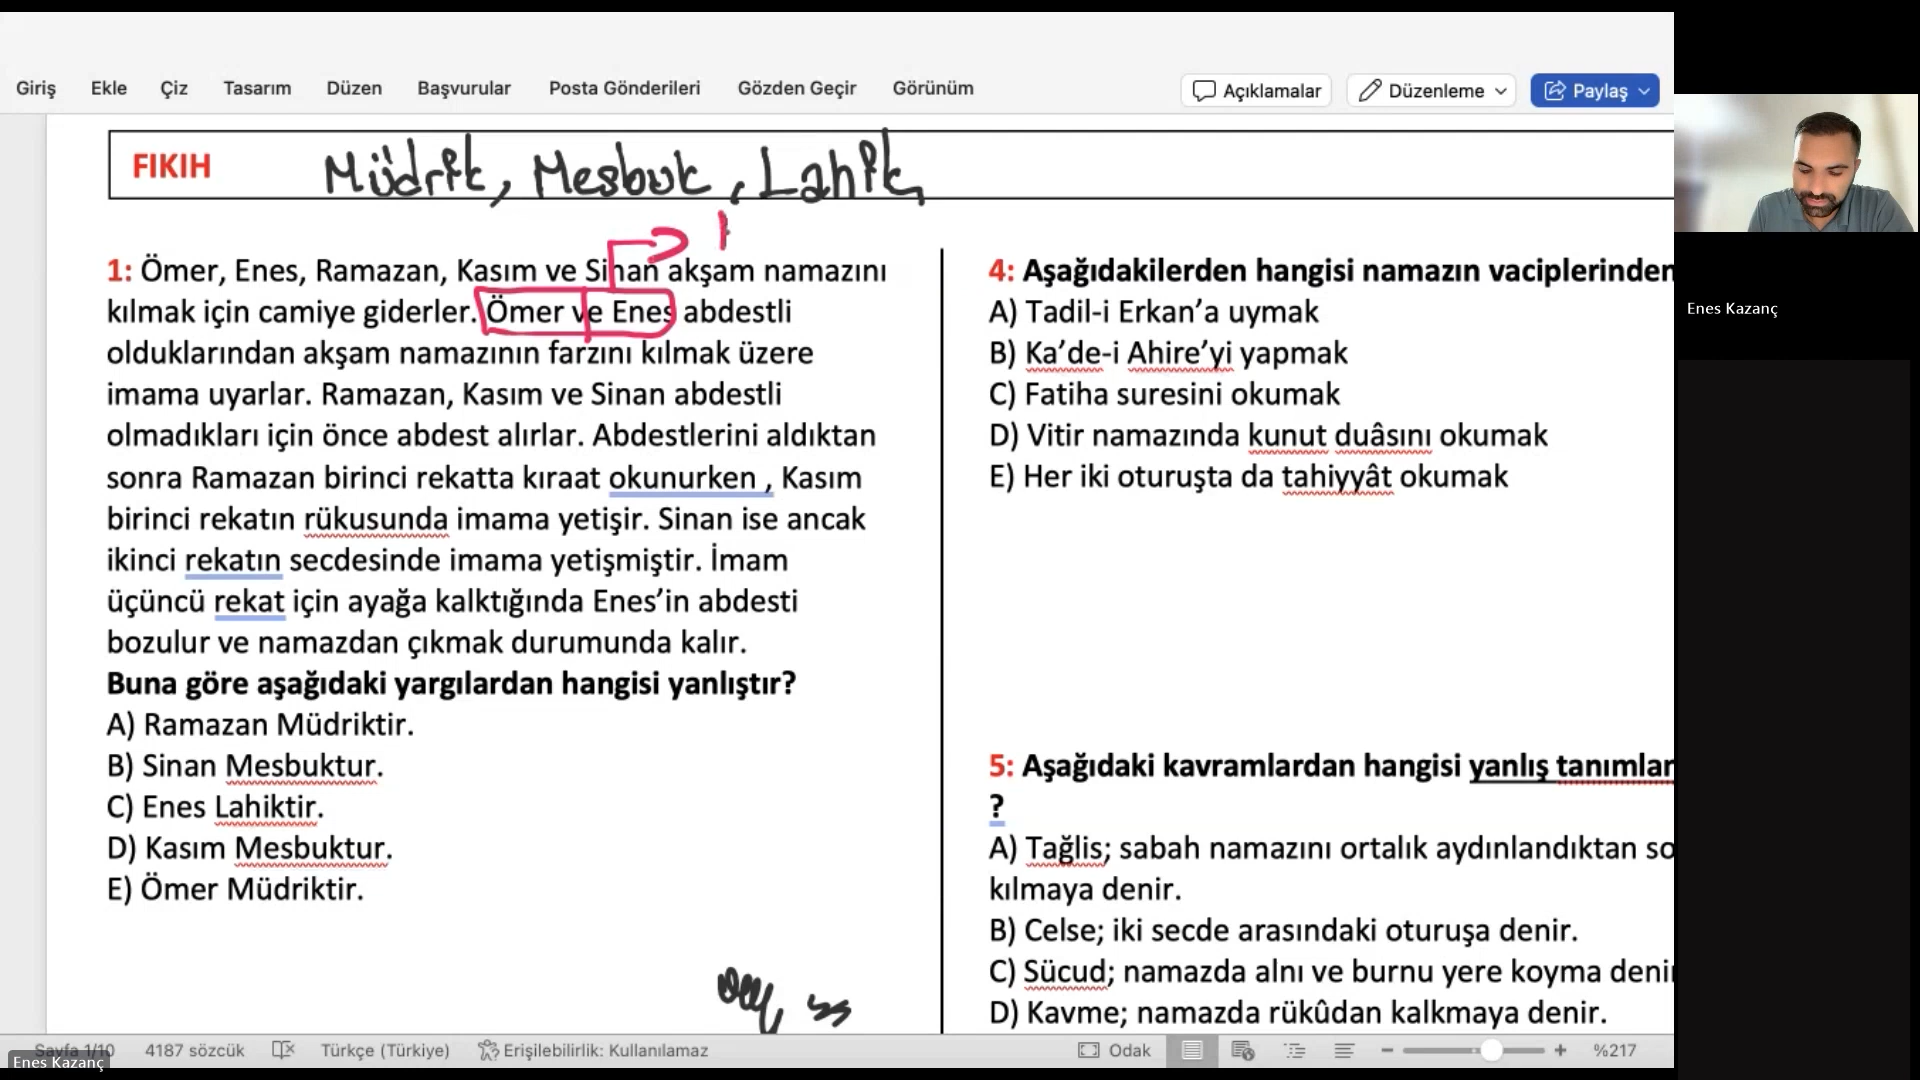 Giriş Ekle Çiz Tasarım Düzen Başvurular Posta Gönderileri Gözden Geçir Görünüm Açıklamalar Düzenleme Paylaş
FIKIH Müdrik, Mesbuk, Lahik
1: Ömer, Enes, Ramazan, Kasım ve Sinan akşam namazını
kılmak için camiye giderler. Ömer ve Enes abdestli
olduklarından akşam namazının farzını kılmak üzere
imama uyarlar. Ramazan, Kasım ve Sinan abdestli
olmadıkları için önce abdest alırlar. Abdestlerini aldıktan
sonra Ramazan birinci rekatta kıraat okunurken , Kasım
birinci rekatın rükusunda imama yetişir. Sinan ise ancak
ikinci rekatın secdesinde imama yetişmiştir. İmam
üçüncü rekat için ayağa kalktığında Enes’in abdesti
bozulur ve namazdan çıkmak durumunda kalır.
Buna göre aşağıdaki yargılardan hangisi yanlıştır?
A) Ramazan Müdriktir.
B) Sinan Mesbuktur.
C) Enes Lahiktir.
D) Kasım Mesbuktur.
E) Ömer Müdriktir.
4: Aşağıdakilerden hangisi namazın vaciplerinden
A) Tadil-i Erkan’a uymak
B) Ka’de-i Ahire’yi yapmak
C) Fatiha suresini okumak
D) Vitir namazında kunut duâsını okumak
E) Her iki oturuşta da tahiyyât okumak
5: Aşağıdaki kavramlardan hangisi yanlış tanımlar
?
A) Tağlis; sabah namazını ortalık aydınlandıktan so
kılmaya denir.
B) Celse; iki secde arasındaki oturuşa denir.
C) Sücud; namazda alnı ve burnu yere koyma deni
D) Kavme; namazda rükûdan kalkmaya denir.
Enes Kazanç
Sayfa 1/10 4187 sözcük Türkçe (Türkiye) Erişilebilirlik: Kullanılamaz Odak %217
Enes Kazanç